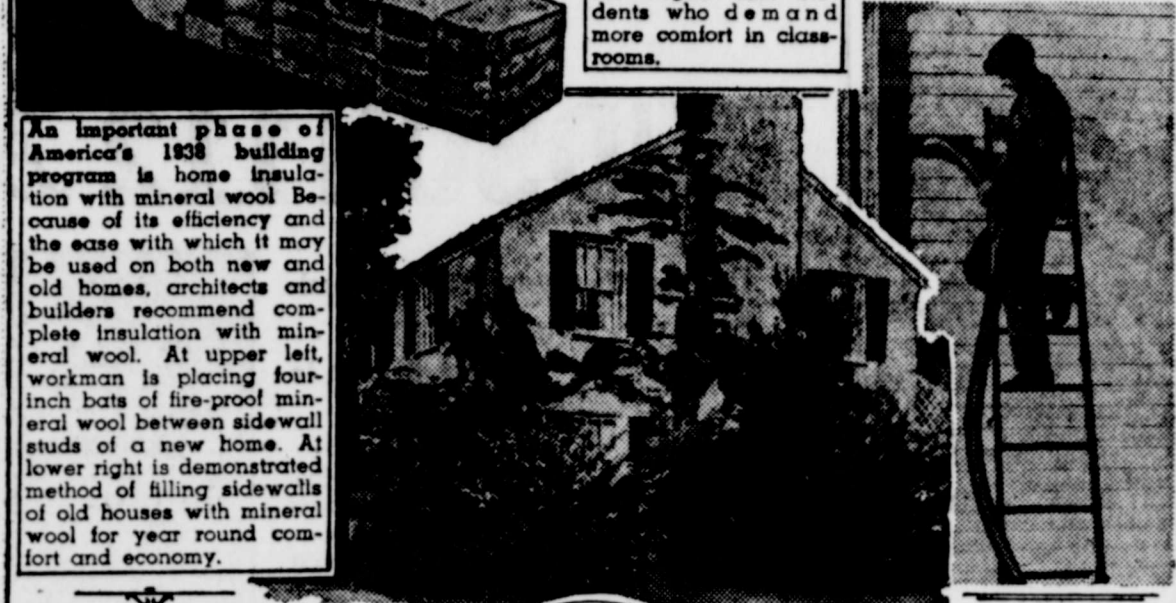 dents who demand
more comfort in class-
rooms.
An important phase of
America's 1938 building
program is home insula-
tion with mineral wool Be-
cause of its efficiency and
the ease with which it may
be used on both new and
old homes, architects and
builders recommend com-
plete insulation with min-
eral wool. At upper left,
workman is placing four-
inch bats of fire-proof min-
eral wool between sidewall
studs of a new home. At
lower right is demonstrated
method of filling sidewalls
of old houses with mineral
wool for year round com-
fort and economy.